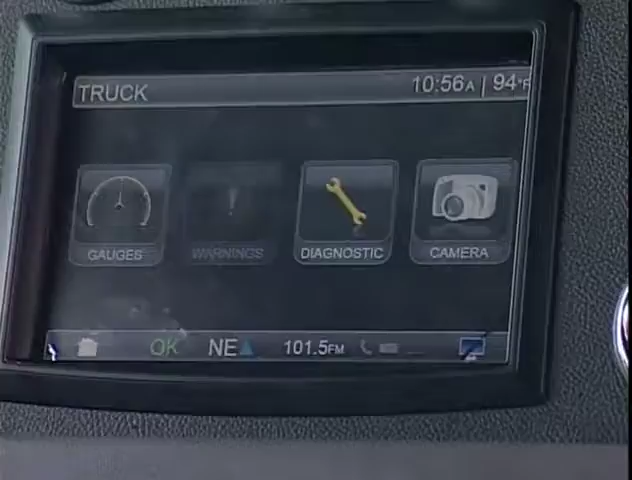 TRUCK 10:56A | 94°F
GAUGES WARNINGS DIAGNOSTIC CAMERA
OK NE 101.5FM